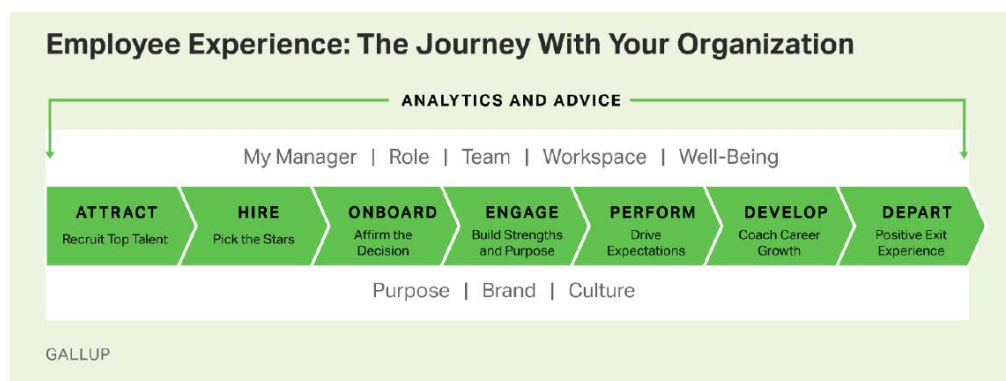 Employee Experience: The Journey With Your Organization
ANALYTICS AND ADVICE
My Manager | Role | Team | Workspace | Well-Being
ATTRACT
Recruit Top Talent
HIRE
Pick the Stars
ONBOARD
Affirm the
Decision
ENGAGE
Build Strengths
and Purpose
PERFORM
Drive
Expectations
DEVELOP
Coach Career
Growth
DEPART
Positive Exit
Experience
Purpose | Brand | Culture
GALLUP